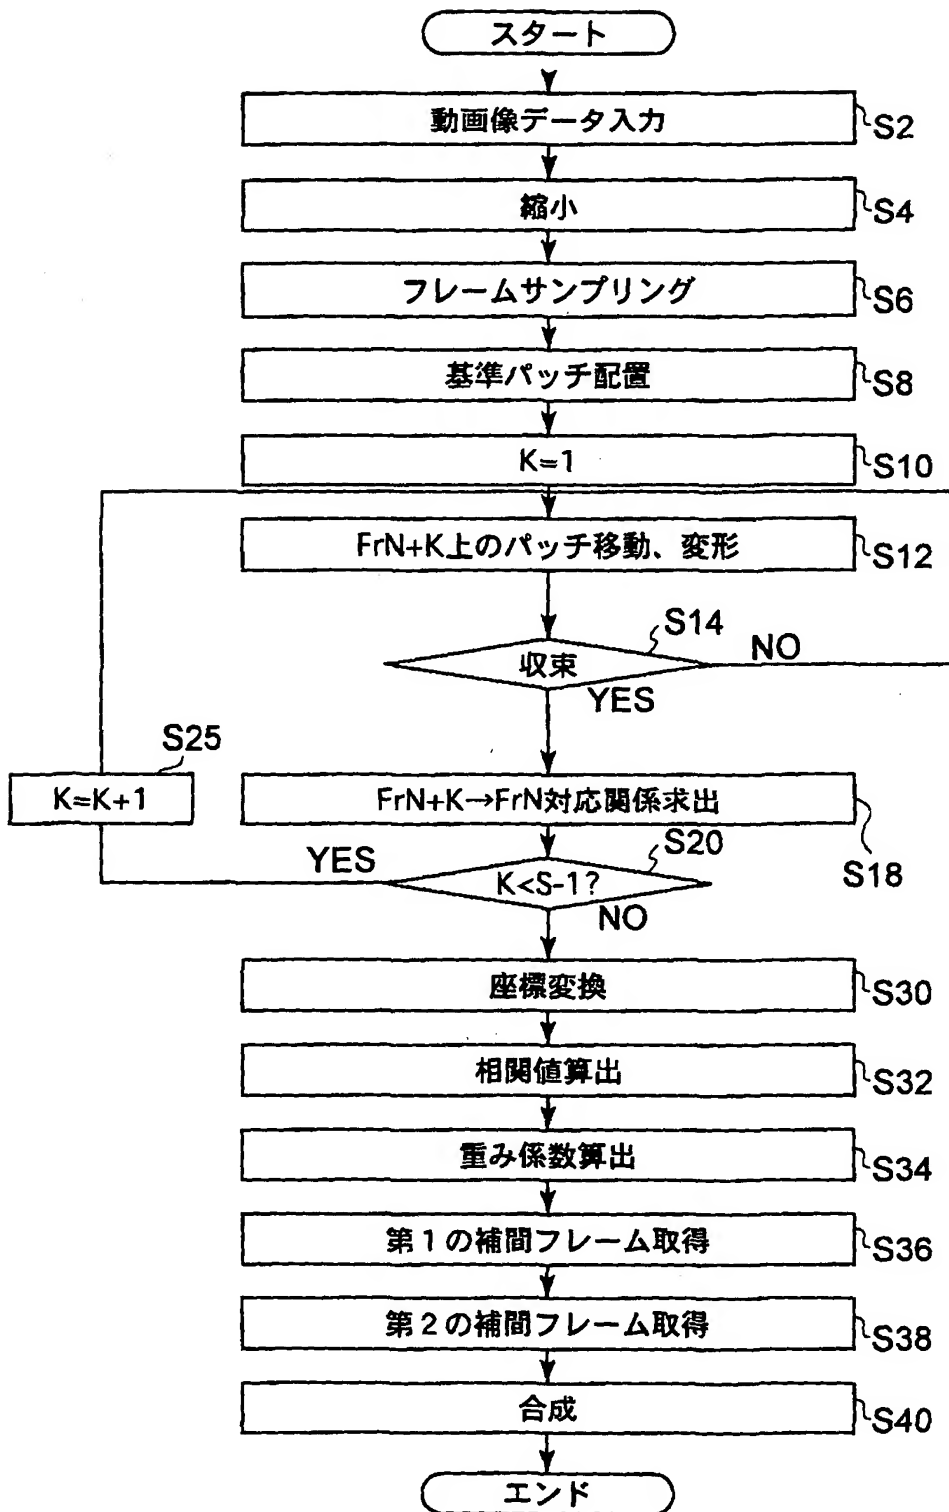 スタート
動画像データ入力
S2
縮小
S4
フレームサンプリング
S6
基準パッチ配置
S8
K=1
S10
FrN+K上のパッチ移動、変形
S12
S14
収束
NO
YES
S25
K=K+1
FrN+K→FrN対応関係求出
S18
S20
YES
K<S-1?
NO
座標変換
S30
相関値算出
S32
重み係数算出
S34
第1の補間フレーム取得
S36
第2の補間フレーム取得
S38
合成
S40
エンド